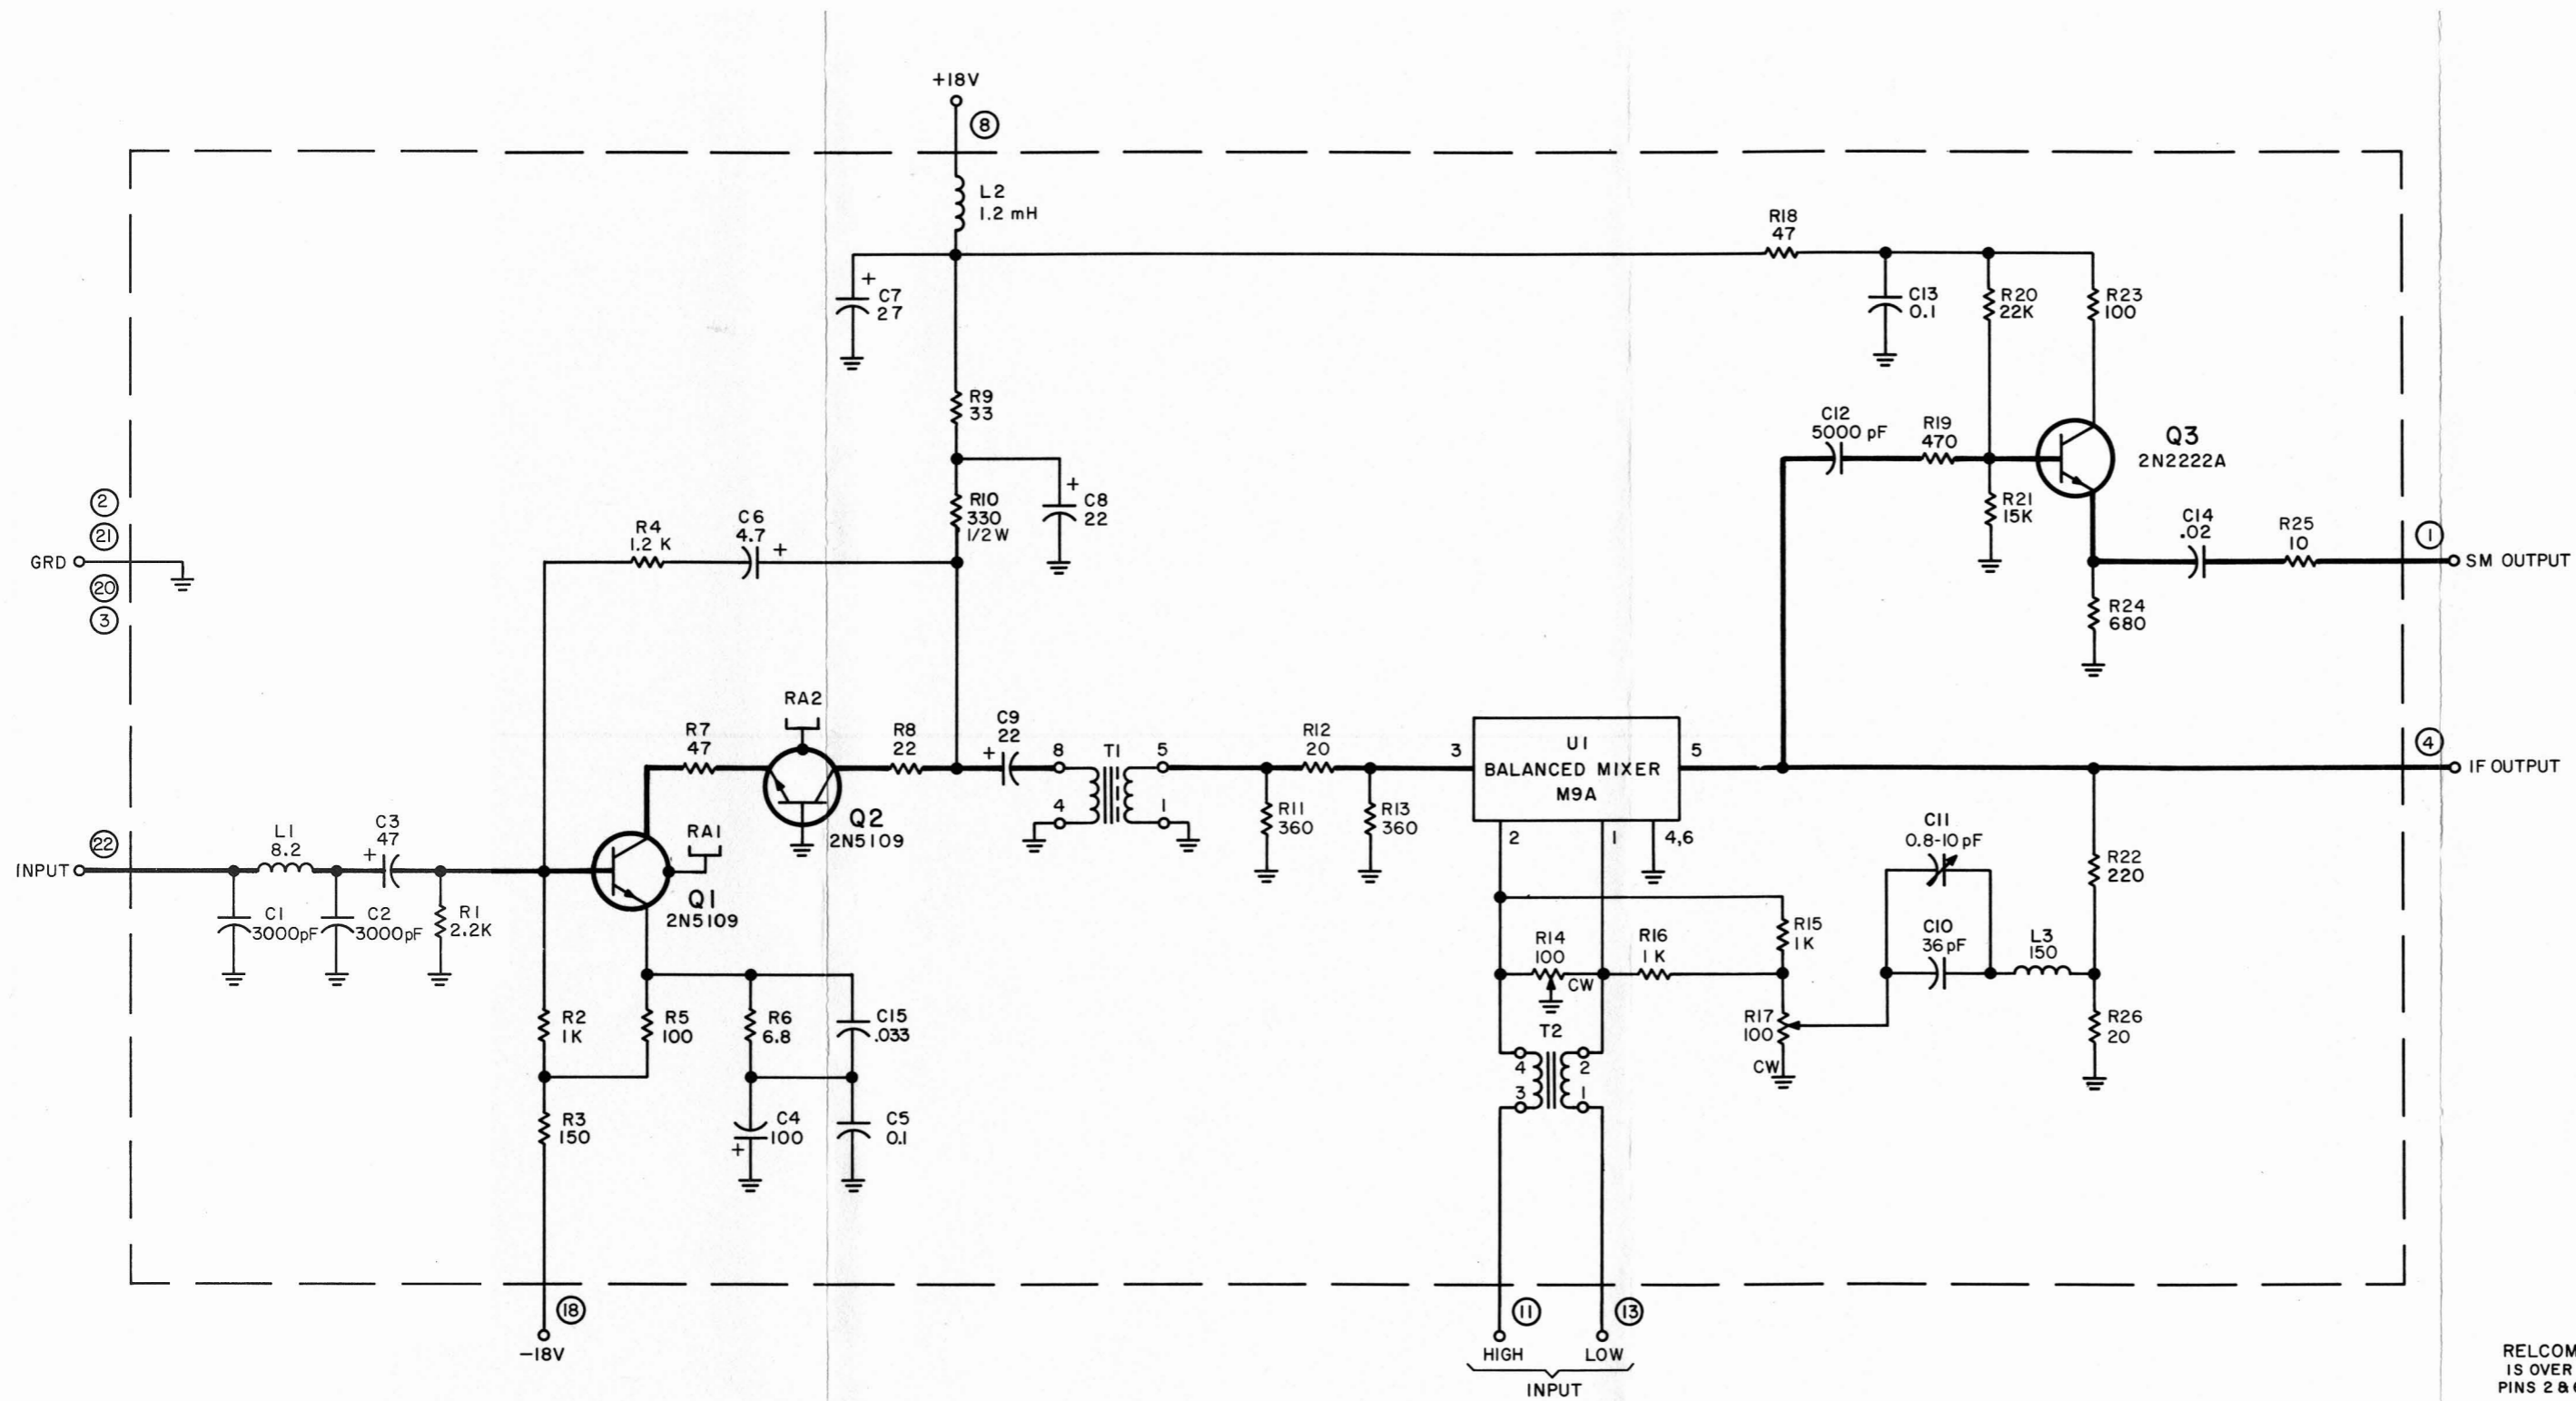 +18V
8
L2
1.2 mH
R18
47
C7
27
+
C13
0.1
R20
22K
R23
100
R9
33
C12
5000 pF
R19
470
Q3
2N2222A
2
21
GRD
20
3
R10
330
1/2W
+
C8
22
R21
15K
R4
1.2 K
C6
4.7
+
C14
.02
R25
10
1
SM OUTPUT
R24
680
RA2
R7
47
R8
22
C9
22
+
8
T1
5
4
1
R12
20
3
U1
BALANCED MIXER
M9A
5
4
IF OUTPUT
R11
360
R13
360
Q2
2N5109
RA1
22
INPUT
L1
8.2
C3
47
+
2
1
4,6
C11
0.8-10 pF
R22
220
Q1
2N5109
C1
3000pF
C2
3000pF
R1
2.2K
R15
1K
C10
36 pF
R14
100
CW
R16
1 K
L3
150
R2
1K
R5
100
R6
6.8
C15
.033
T2
R17
100
CW
R26
20
4
2
3
1
R3
150
C4
100
+
C5
0.1
18
-18V
11
13
HIGH
LOW
INPUT
RELCOM
IS OVER
PINS 2 &